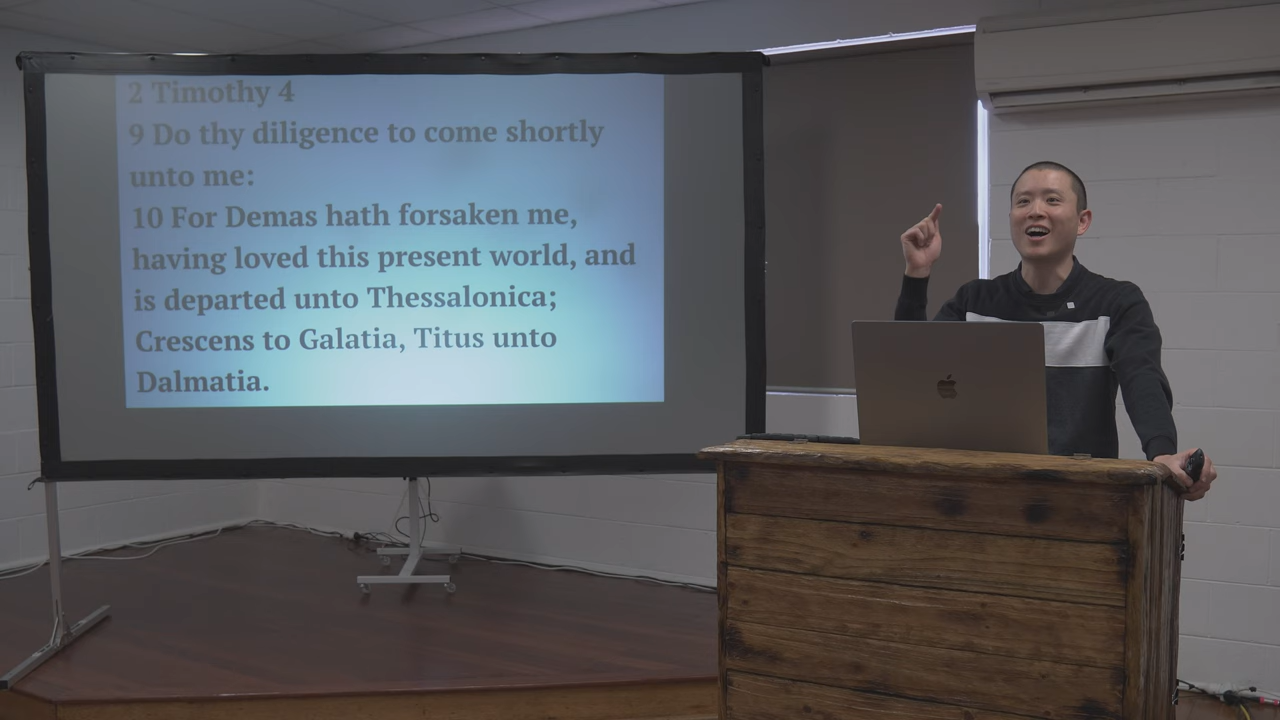 2 Timothy 4
9 Do thy diligence to come shortly
unto me:
10 For Demas hath forsaken me,
having loved this present world, and
is departed unto Thessalonica;
Crescens to Galatia, Titus unto
Dalmatia.